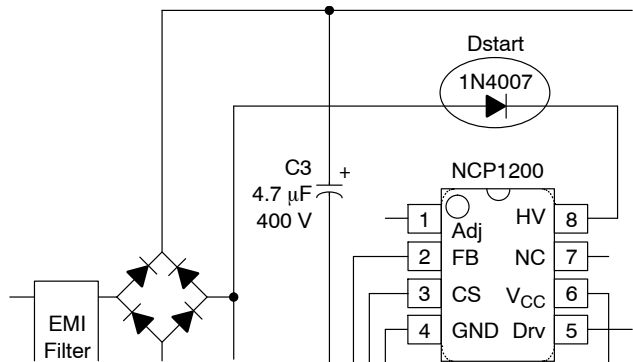 Dstart
1N4007
C3
+
4.7 μF
400 V
NCP1200
1
Adj
HV
8
2
FB
NC
7
3
CS
VCC
6
4
GND
Drv
5
EMI
Filter